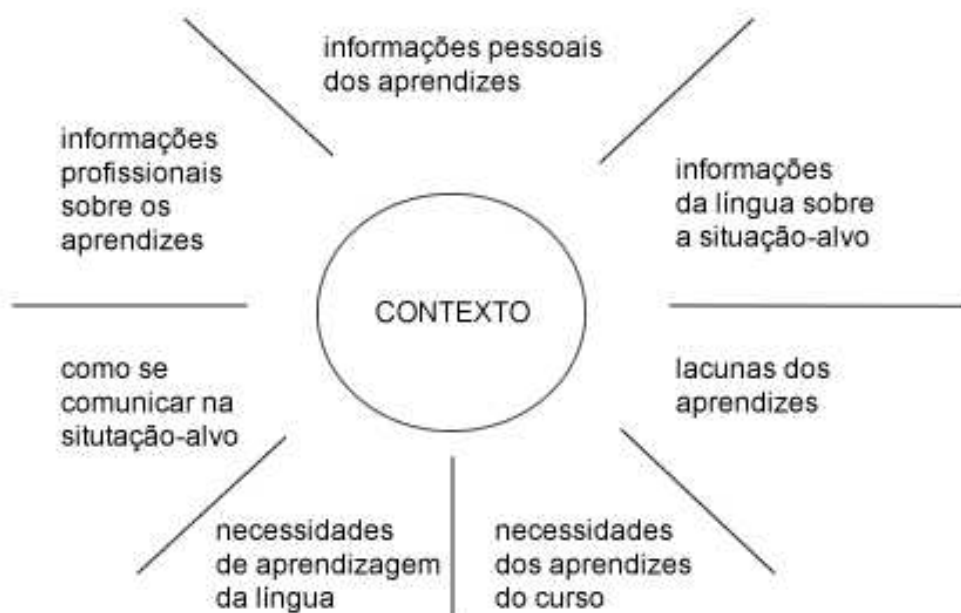 informações pessoais
dos aprendizes
informações
profissionais
sobre os
aprendizes
informações
da língua sobre
a situação-alvo
CONTEXTO
como se
comunicar na
situtação-alvo
lacunas dos
aprendizes
necessidades
de aprendizagem
da língua
necessidades
dos aprendizes
do curso